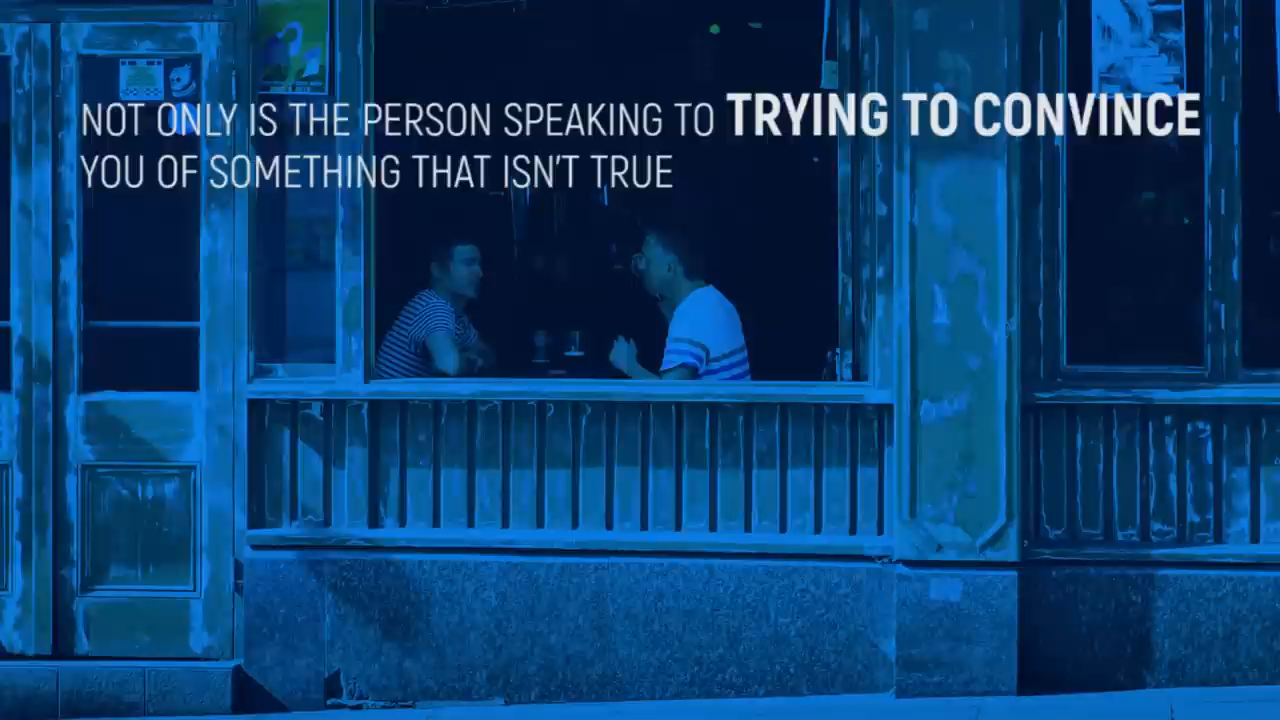 NOT ONLY IS THE PERSON SPEAKING TO TRYING TO CONVINCE
YOU OF SOMETHING THAT ISN'T TRUE